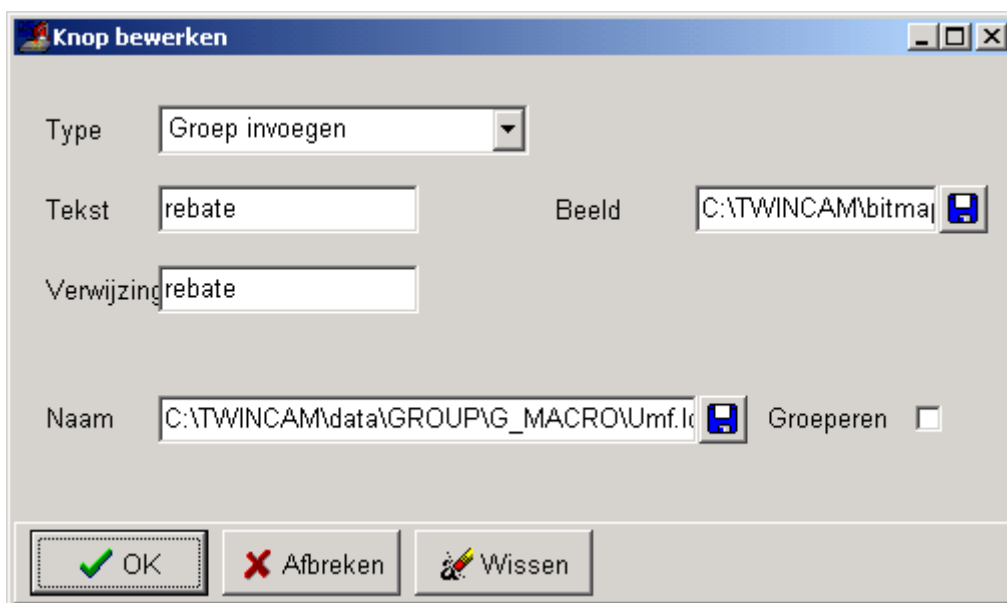 Knop bewerken
Type Groep invoegen
Tekst rebate Beeld C:\TWINCAM\bitmap
Verwijzing rebate
Naam C:\TWINCAM\data\GROUP\G_MACRO\Umf.l Groeperen
OK Afbreken Wissen